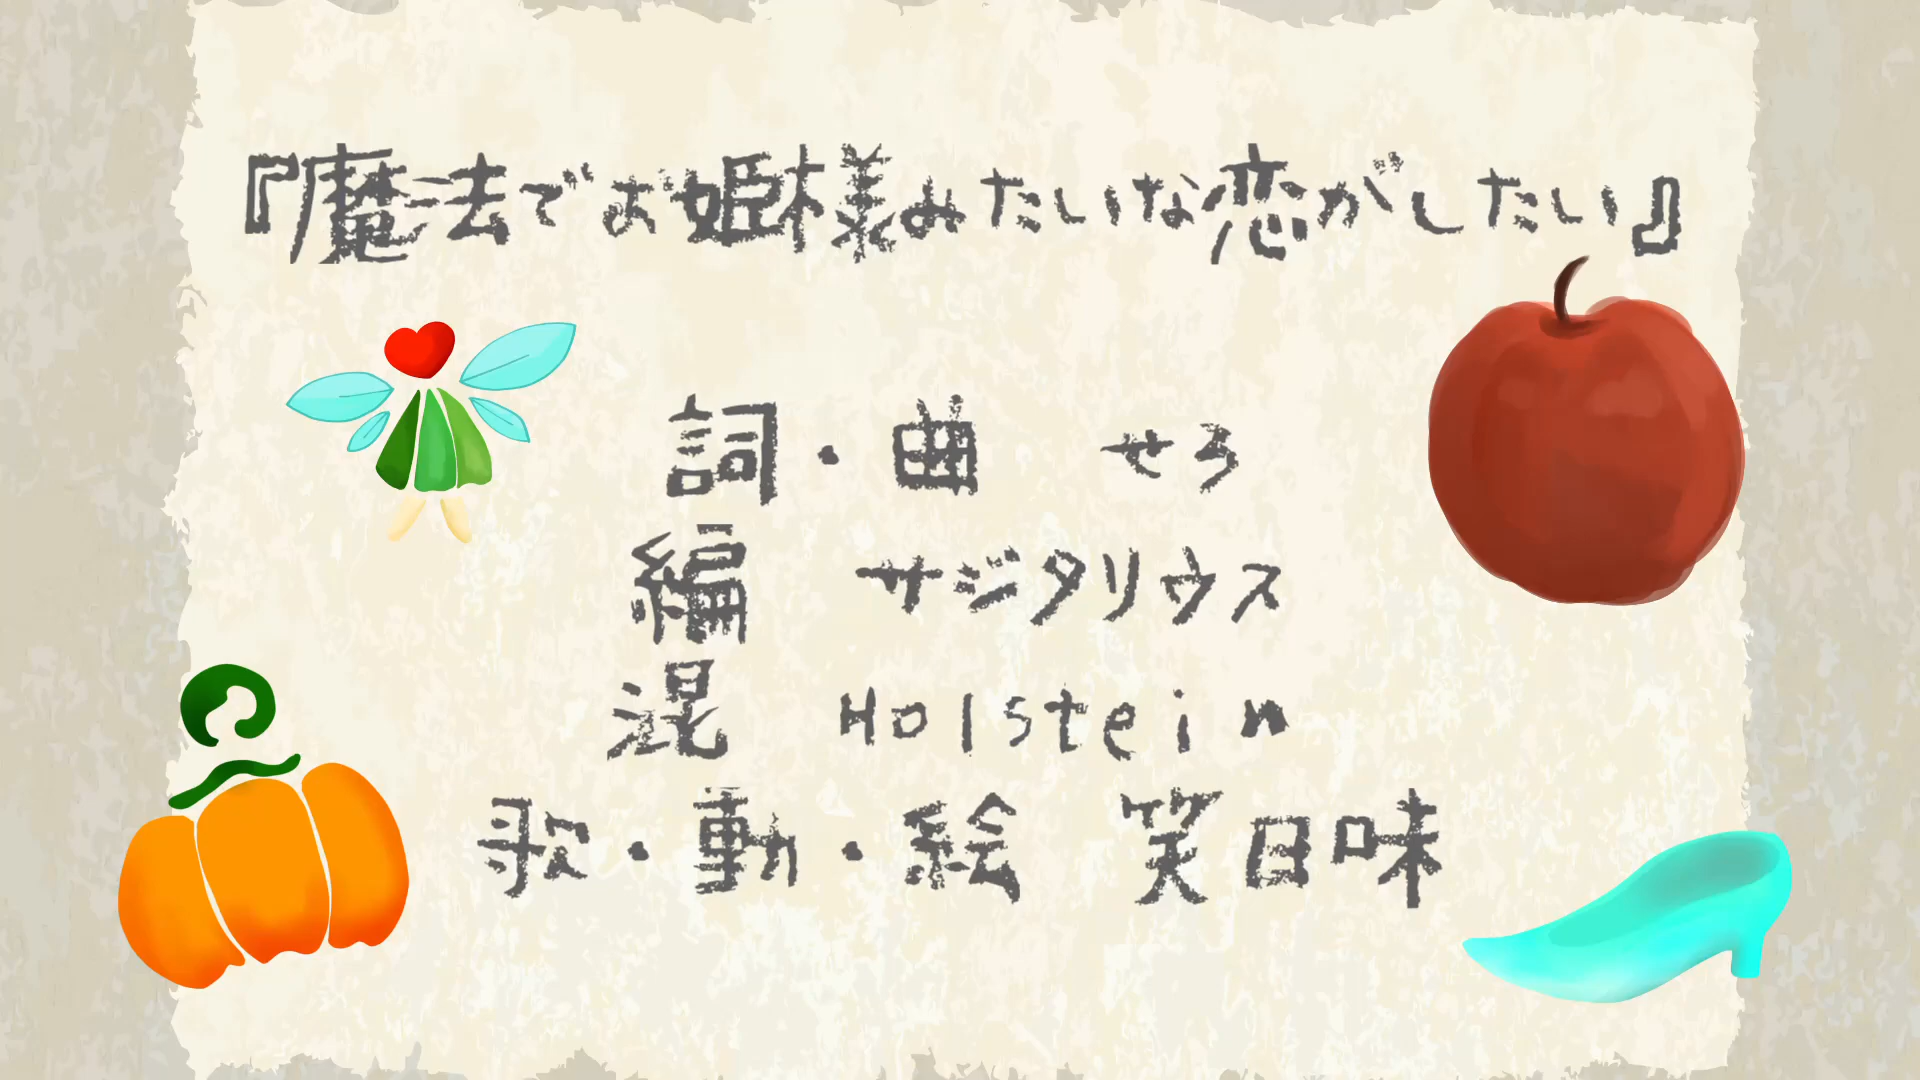 『魔法でお姫様みたいな恋がしたい』
詞・曲　せろ
編　サジタリウス
混　Holstein
歌・動・絵　笑日味